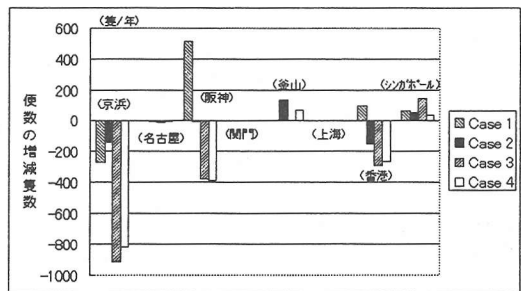 (隻/年)
600
400
200
0
-200
-400
-600
-800
-1000
便数の増減隻数
(京浜)
(名古屋)
(阪神)
(関門)
(釜山)
(上海)
(香港)
(シンガポール)
Case 1
Case 2
Case 3
Case 4